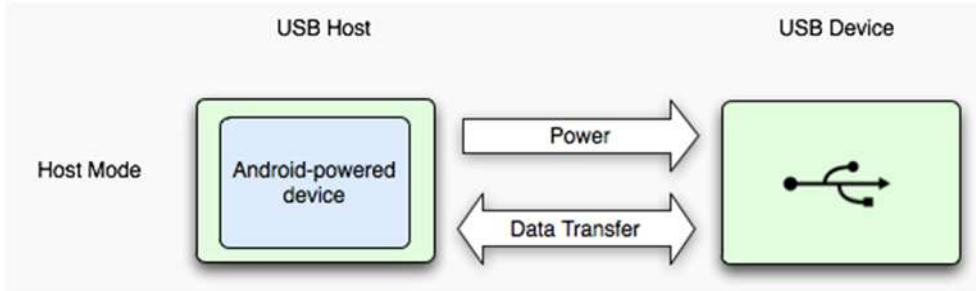 USB Host
USB Device
Host Mode
Android-powered
device
Power
Data Transfer